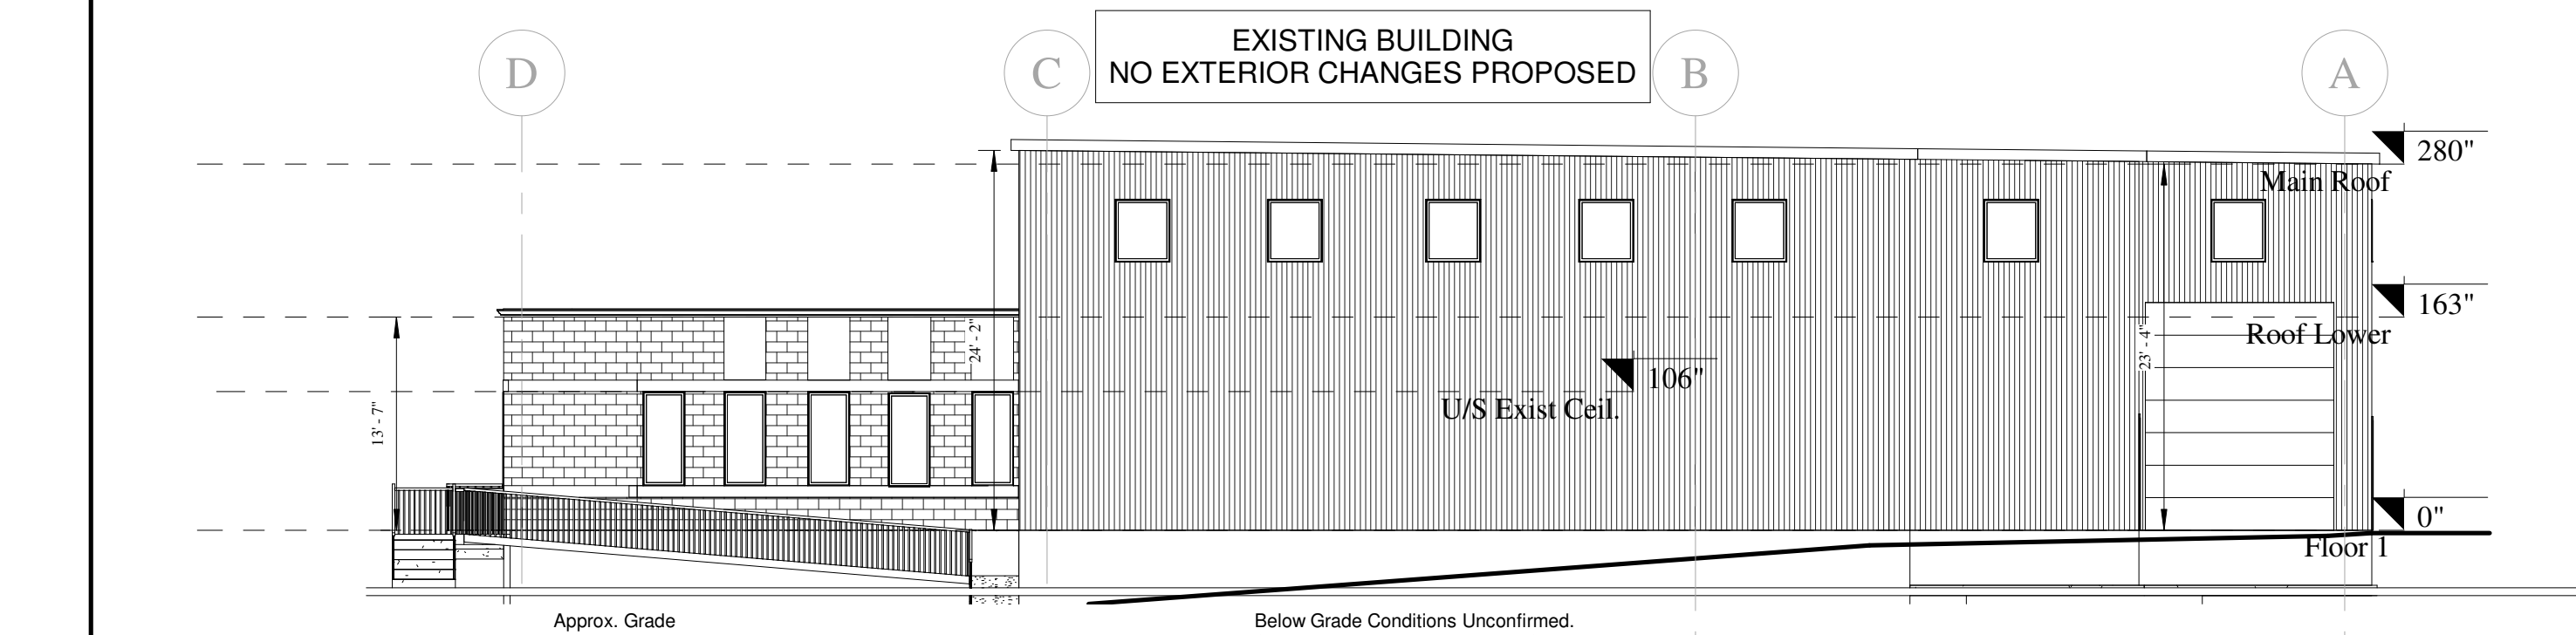 EXISTING BUILDING
NO EXTERIOR CHANGES PROPOSED
D
C
B
A
280"
Main Roof
163"
Roof Lower
24' - 2"
23' - 4"
106"
U/S Exist Ceil.
13' - 7"
0"
Floor 1
Approx. Grade
Below Grade Conditions Unconfirmed.